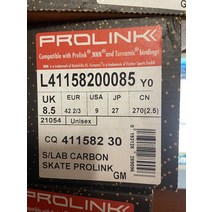 PROLINK
Compatible with Prolink® NNN® and Turnamic® bindings!
L41158200085 Y0
UK EUR USA JP CN
8.5 42 2/3 9 27 270(2.5)
21054 Unisex
CQ 411582 30
S/LAB CARBON
SKATE PROLINK
GM